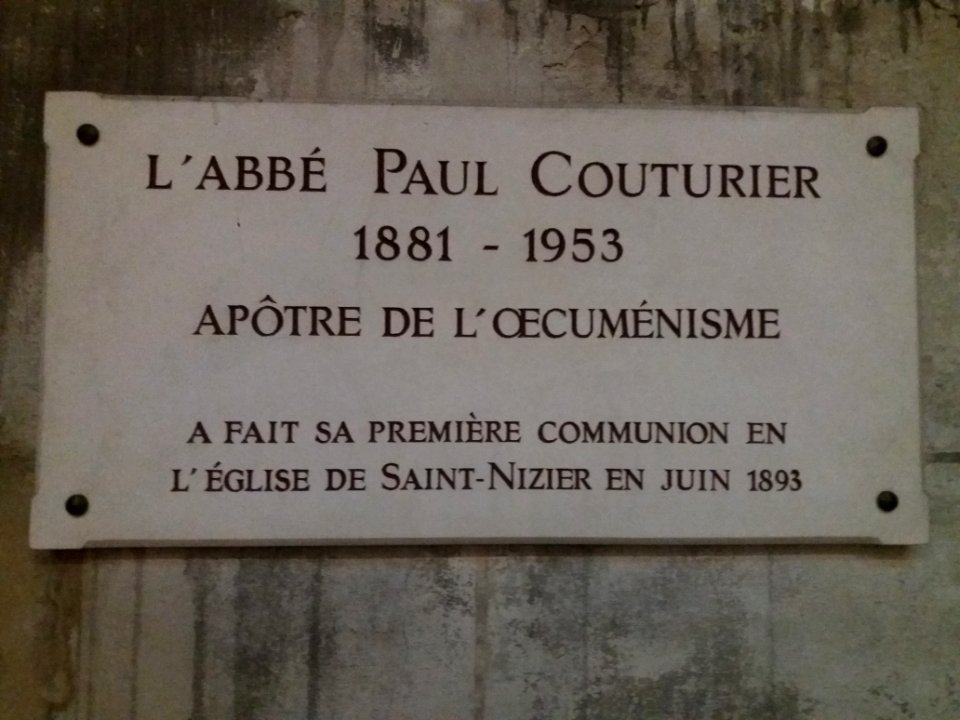 L'ABBÉ PAUL COUTURIER
1881 - 1953
APÔTRE DE L'ŒCUMÉNISME
A FAIT SA PREMIÈRE COMMUNION EN
L'ÉGLISE DE SAINT-NIZIER EN JUIN 1893